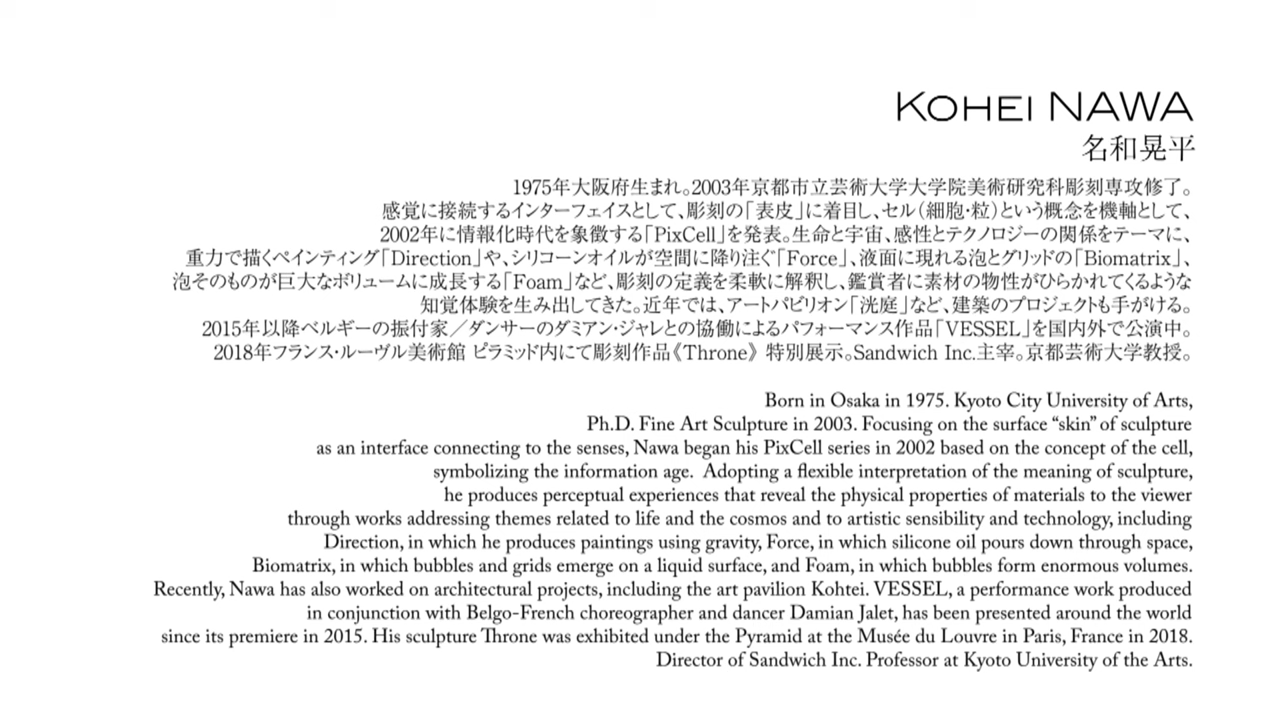 KOHEI NAWA
名和晃平
1975年大阪府生まれ。2003年京都市立芸術大学大学院美術研究科彫刻専攻修了。
感覚に接続するインターフェイスとして、彫刻の「表皮」に着目し、セル（細胞・粒）という概念を機軸として、
2002年に情報化時代を象徴する「PixCell」を発表。生命と宇宙、感性とテクノロジーの関係をテーマに、
重力で描くペインティング「Direction」や、シリコーンオイルが空間に降り注ぐ「Force」、液面に現れる泡とグリッドの「Biomatrix」、
泡そのものが巨大なボリュームに成長する「Foam」など、彫刻の定義を柔軟に解釈し、鑑賞者に素材の物性がひらかれてくるような
知覚体験を生み出してきた。近年では、アートパビリオン「洸庭」など、建築のプロジェクトも手がける。
2015年以降ベルギーの振付家／ダンサーのダミアン・ジャレとの協働によるパフォーマンス作品「VESSEL」を国内外で公演中。
2018年フランス・ルーヴル美術館 ピラミッド内にて彫刻作品《Throne》 特別展示。Sandwich Inc.主宰。京都芸術大学教授。
Born in Osaka in 1975. Kyoto City University of Arts,
Ph.D. Fine Art Sculpture in 2003. Focusing on the surface “skin” of sculpture
as an interface connecting to the senses, Nawa began his PixCell series in 2002 based on the concept of the cell,
symbolizing the information age.  Adopting a flexible interpretation of the meaning of sculpture,
he produces perceptual experiences that reveal the physical properties of materials to the viewer
through works addressing themes related to life and the cosmos and to artistic sensibility and technology, including
Direction, in which he produces paintings using gravity, Force, in which silicone oil pours down through space,
Biomatrix, in which bubbles and grids emerge on a liquid surface, and Foam, in which bubbles form enormous volumes.
Recently, Nawa has also worked on architectural projects, including the art pavilion Kohtei. VESSEL, a performance work produced
in conjunction with Belgo-French choreographer and dancer Damian Jalet, has been presented around the world
since its premiere in 2015. His sculpture Throne was exhibited under the Pyramid at the Musée du Louvre in Paris, France in 2018.
Director of Sandwich Inc. Professor at Kyoto University of the Arts.